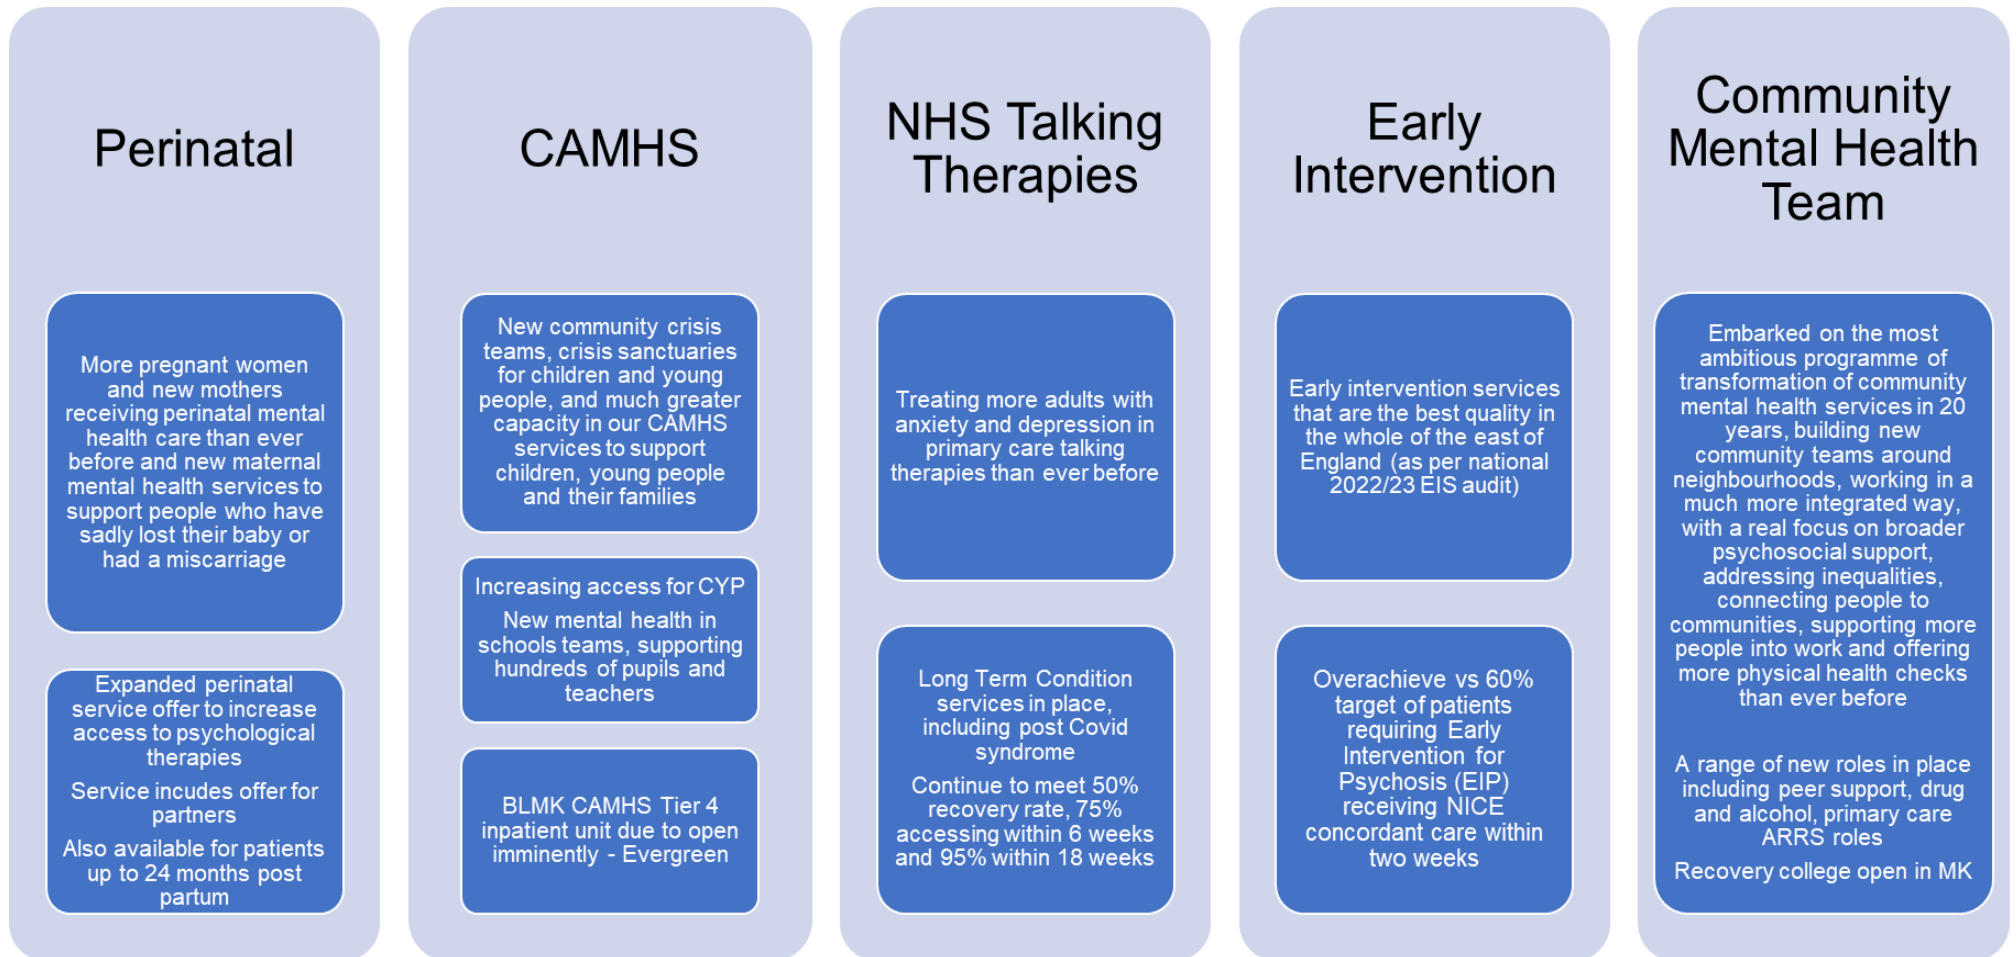 Perinatal
More pregnant women
and new mothers
receiving perinatal mental
health care than ever
before and new maternal
mental health services to
support people who have
sadly lost their baby or
had a miscarriage
Expanded perinatal
service offer to increase
access to psychological
therapies
Service incudes offer for
partners
Also available for patients
up to 24 months post
partum
CAMHS
New community crisis
teams, crisis sanctuaries
for children and young
people, and much greater
capacity in our CAMHS
services to support
children, young people
and their families
Increasing access for CYP
New mental health in
schools teams, supporting
hundreds of pupils and
teachers
BLMK CAMHS Tier 4
inpatient unit due to open
imminently - Evergreen
NHS Talking
Therapies
Treating more adults with
anxiety and depression in
primary care talking
therapies than ever before
Long Term Condition
services in place,
including post Covid
syndrome
Continue to meet 50%
recovery rate, 75%
accessing within 6 weeks
and 95% within 18 weeks
Early
Intervention
Early intervention services
that are the best quality in
the whole of the east of
England (as per national
2022/23 EIS audit)
Overachieve vs 60%
target of patients
requiring Early
Intervention for
Psychosis (EIP)
receiving NICE
concordant care within
two weeks
Community
Mental Health
Team
Embarked on the most
ambitious programme of
transformation of community
mental health services in 20
years, building new
community teams around
neighbourhoods, working in a
much more integrated way,
with a real focus on broader
psychosocial support,
addressing inequalities,
connecting people to
communities, supporting more
people into work and offering
more physical health checks
than ever before
A range of new roles in place
including peer support, drug
and alcohol, primary care
ARRS roles
Recovery college open in MK